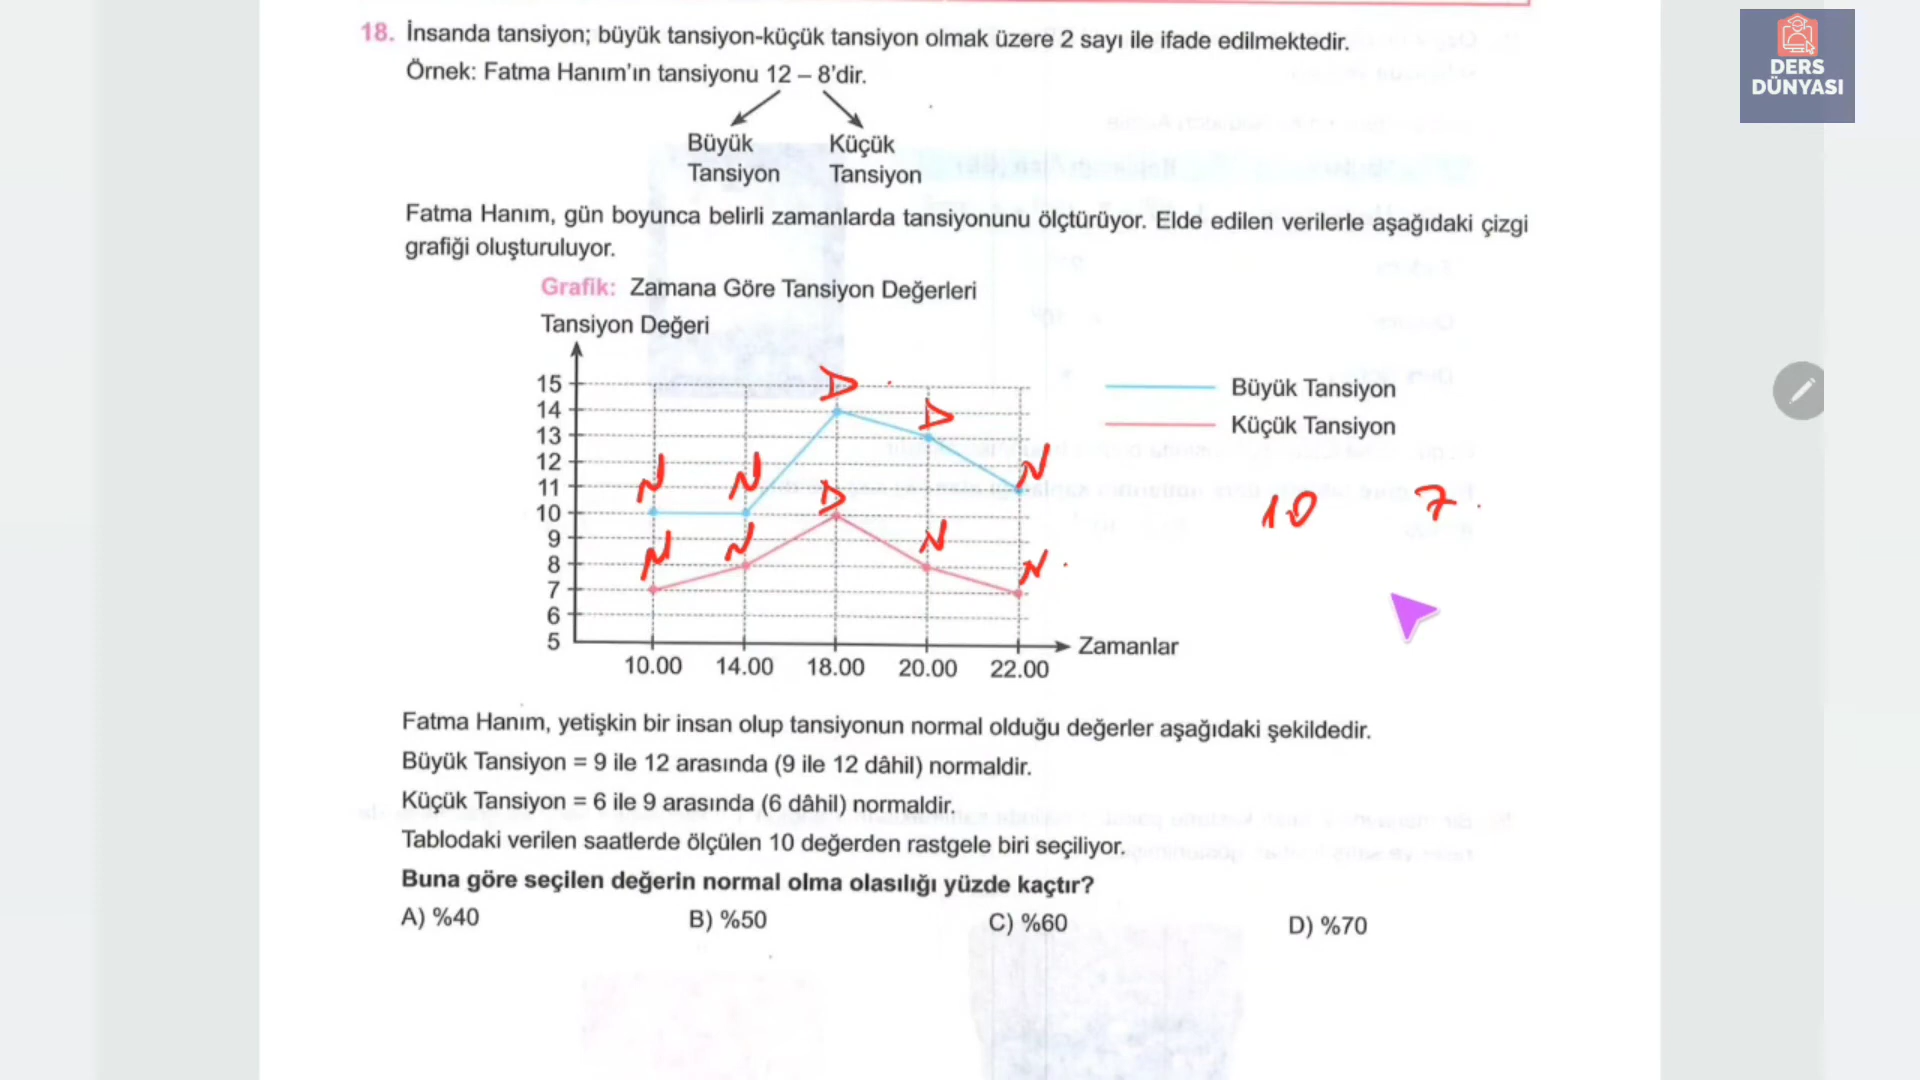 DERS
DÜNYASI
18. İnsanda tansiyon; büyük tansiyon-küçük tansiyon olmak üzere 2 sayı ile ifade edilmektedir.
Örnek: Fatma Hanım'ın tansiyonu 12 – 8'dir.
Büyük Tansiyon
Küçük Tansiyon
Fatma Hanım, gün boyunca belirli zamanlarda tansiyonunu ölçtürüyor. Elde edilen verilerle aşağıdaki çizgi
grafiği oluşturuluyor.
Grafik: Zamana Göre Tansiyon Değerleri
Tansiyon Değeri
15
14
13
12
11
10
9
8
7
6
5
D D
N N D N
N N N N
10.00 14.00 18.00 20.00 22.00
Zamanlar
Büyük Tansiyon
Küçük Tansiyon
10 7
Fatma Hanım, yetişkin bir insan olup tansiyonun normal olduğu değerler aşağıdaki şekildedir.
Büyük Tansiyon = 9 ile 12 arasında (9 ile 12 dâhil) normaldir.
Küçük Tansiyon = 6 ile 9 arasında (6 dâhil) normaldir.
Tablodaki verilen saatlerde ölçülen 10 değerden rastgele biri seçiliyor.
Buna göre seçilen değerin normal olma olasılığı yüzde kaçtır?
A) %40 B) %50 C) %60 D) %70